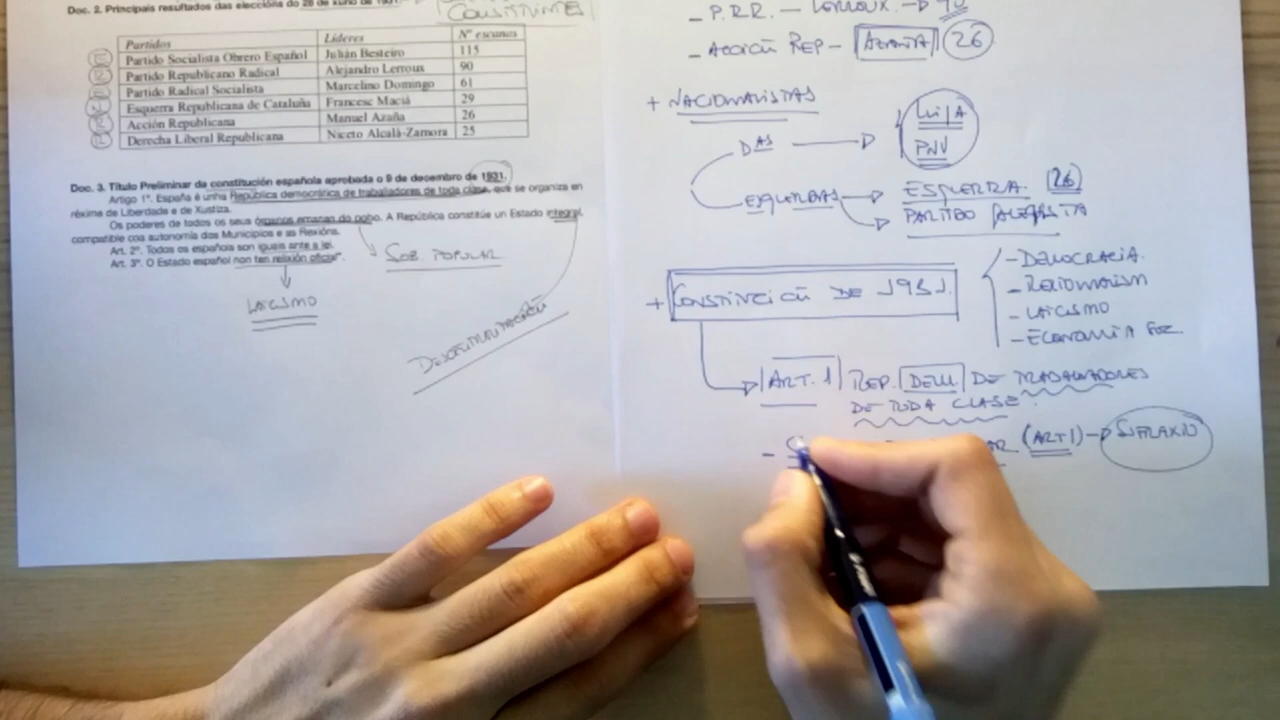 Doc. 2. Principais resultados das eleccións do 28 de xuño de 1931.
CONSTITUINTES
Partidos Líderes Nº escanos
Partido Socialista Obrero Español Julián Besteiro 115
Partido Republicano Radical Alejandro Lerroux 90
Partido Radical Socialista Marcelino Domingo 61
Esquerra Republicana de Cataluña Francesc Macià 29
Acción Republicana Manuel Azaña 26
Derecha Liberal Republicana Niceto Alcalá-Zamora 25
Doc. 3. Título Preliminar da constitución española aprobada o 9 de decembro de 1931.
Artigo 1º. España é unha República democrática de traballadores de toda clase, que se organiza en
réxime de Liberdade e de Xustiza.
Os poderes de todos os seus órganos emanan do pobo. A República constitúe un Estado integral,
compatible coa autonomía dos Municipios e as Rexións.
Art. 2º. Todos os españois son iguais ante a lei.
Art. 3º. O Estado español non ten relixión oficial".
SOB. POPULAR
LAICISMO
DESCENTRALIZACIÓN
- P.R.R. - LERROUX. → 90
- ACCIÓN REP - AZAÑA 26
+ NACIONALISTAS
DAS → LLIGA
PNV
ESQUERDAS → ESQUERRA. 26
→ PARTIDO GALEGUISTA
+ CONSTITUCIÓN DE 1931.
- DEMOCRACIA.
- REXIONALISM
- LAICISMO
- ECONOMÍA SOC.
ART. 1 REP. DEM. DE TRABALLADORES
DE TODA CLASE.
- (ART 1) → SUFRAXIO